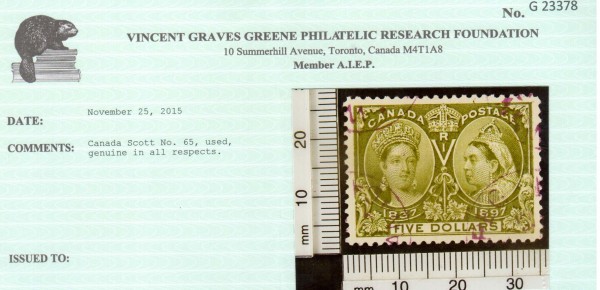 No. G 23378
VINCENT GRAVES GREENE PHILATELIC RESEARCH FOUNDATION
10 Summerhill Avenue, Toronto, Canada M4T1A8
Member A.I.E.P.
DATE:
November 25, 2015
COMMENTS:
Canada Scott No. 65, used,
genuine in all respects.
ISSUED TO:
20
10
mm
CANADA POSTAGE
V R I
1837 1897
FIVE DOLLARS
mm 10 20 30